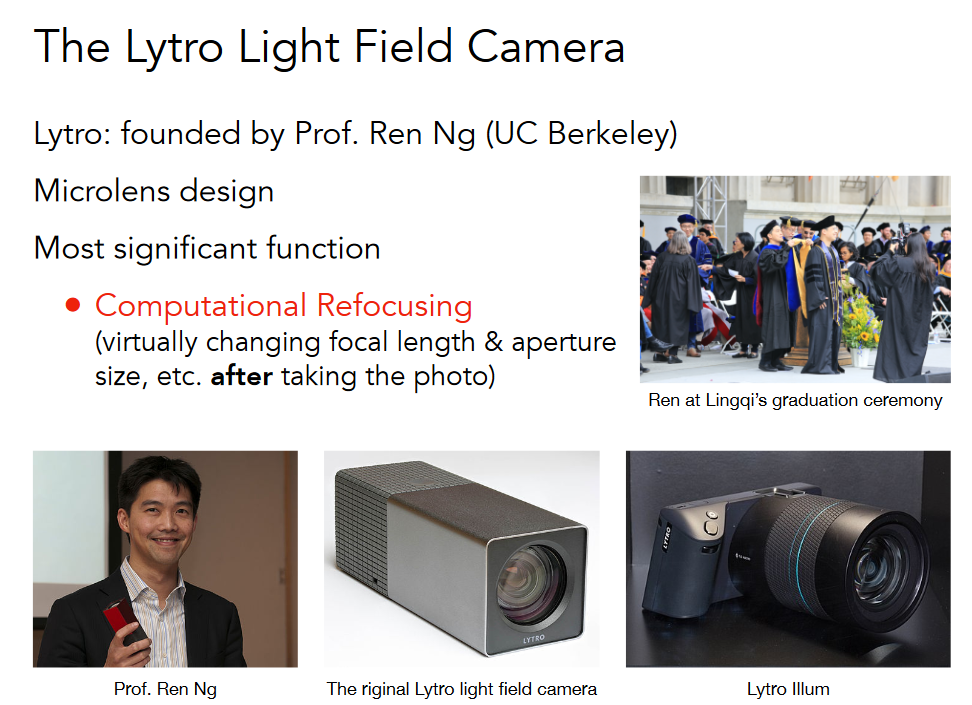 The Lytro Light Field Camera
Lytro: founded by Prof. Ren Ng (UC Berkeley)
Microlens design
Most significant function
• Computational Refocusing
(virtually changing focal length & aperture
size, etc. after taking the photo)
Ren at Lingqi's graduation ceremony
LYTRO
LYTRO
Prof. Ren Ng
The riginal Lytro light field camera
Lytro Illum